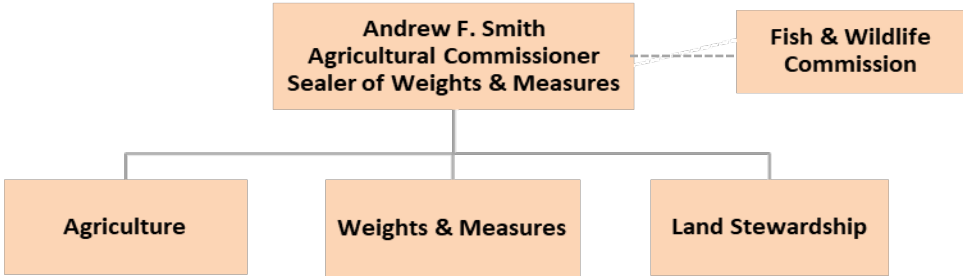 Andrew F. Smith
Agricultural Commissioner
Sealer of Weights & Measures
Fish & Wildlife
Commission
Agriculture
Weights & Measures
Land Stewardship